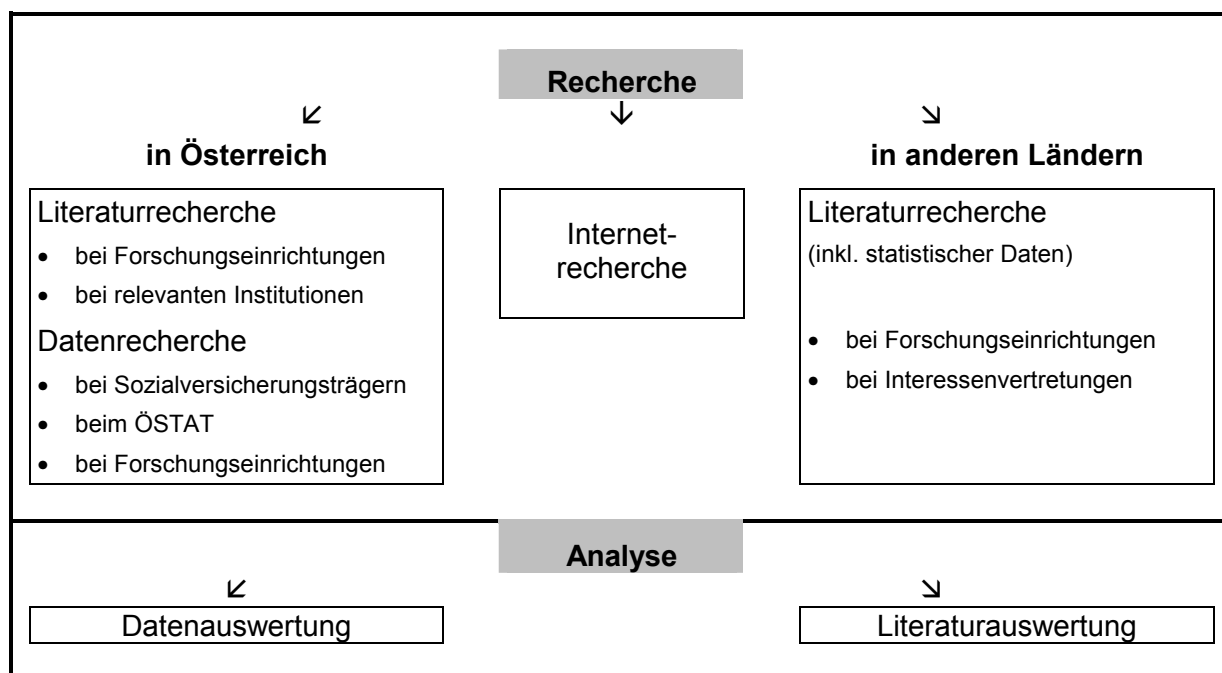 Recherche
in Österreich
Literaturrecherche
• bei Forschungseinrichtungen
• bei relevanten Institutionen
Datenrecherche
• bei Sozialversicherungsträgern
• beim ÖSTAT
• bei Forschungseinrichtungen
Internet-
recherche
in anderen Ländern
Literaturrecherche
(inkl. statistischer Daten)
• bei Forschungseinrichtungen
• bei Interessenvertretungen
Analyse
Datenauswertung
Literaturauswertung